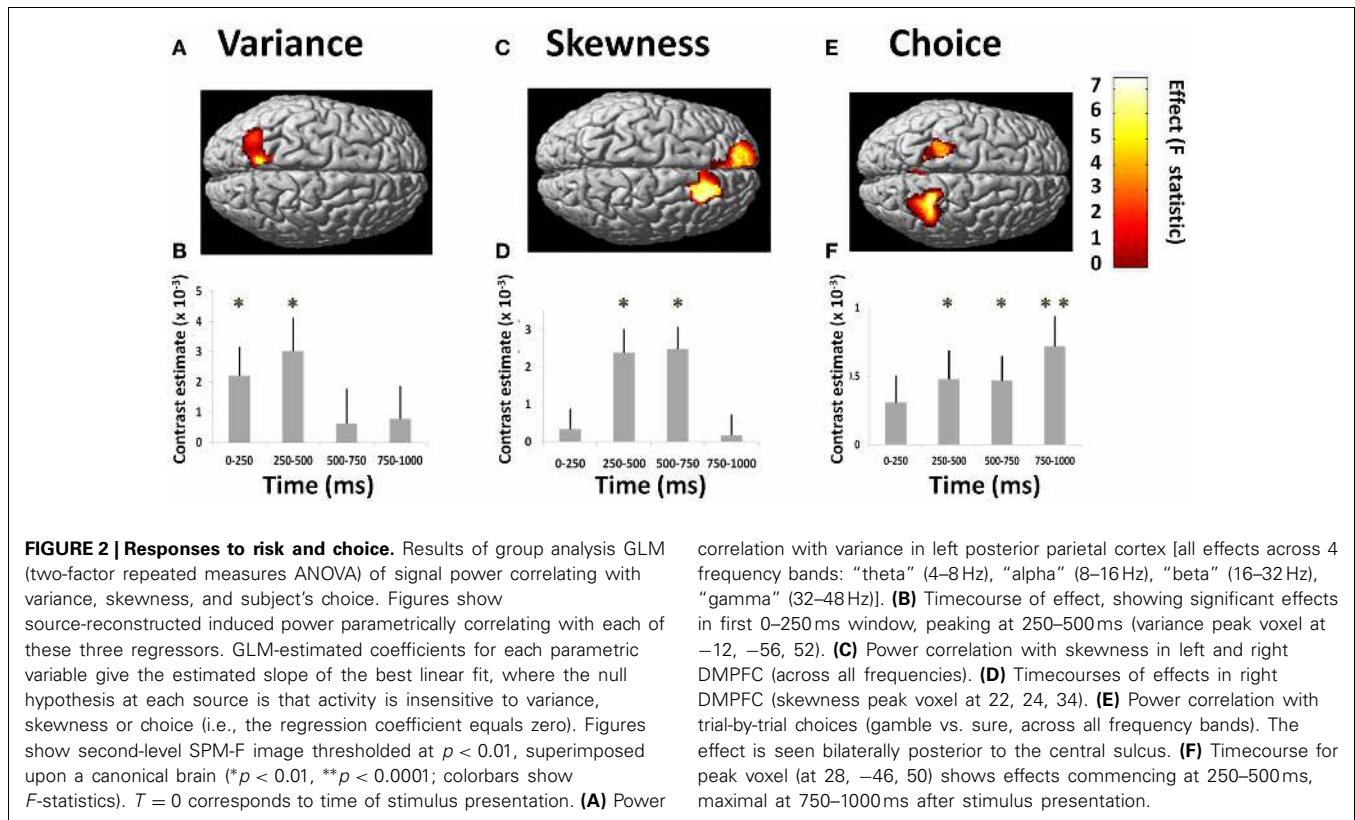 A Variance
C Skewness
E Choice
7
6
5
4
3
2
1
0
Effect (F statistic)
B
Contrast estimate (x 10⁻³)
5
4
3
2
1
0
* *
0-250 250-500 500-750 750-1000
Time (ms)
D
Contrast estimate (x 10⁻³)
3
2
1
0
* *
0-250 250-500 500-750 750-1000
Time (ms)
F
Contrast estimate (x 10⁻³)
1
0.5
0
* * **
0-250 250-500 500-750 750-1000
Time (ms)
FIGURE 2 | Responses to risk and choice. Results of group analysis GLM
(two-factor repeated measures ANOVA) of signal power correlating with
variance, skewness, and subject's choice. Figures show
source-reconstructed induced power parametrically correlating with each of
these three regressors. GLM-estimated coefficients for each parametric
variable give the estimated slope of the best linear fit, where the null
hypothesis at each source is that activity is insensitive to variance,
skewness or choice (i.e., the regression coefficient equals zero). Figures
show second-level SPM-F image thresholded at p < 0.01, superimposed
upon a canonical brain (*p < 0.01, **p < 0.0001; colorbars show
F-statistics). T = 0 corresponds to time of stimulus presentation. (A) Power
correlation with variance in left posterior parietal cortex [all effects across 4
frequency bands: "theta" (4–8 Hz), "alpha" (8–16 Hz), "beta" (16–32 Hz),
"gamma" (32–48 Hz)]. (B) Timecourse of effect, showing significant effects
in first 0–250 ms window, peaking at 250–500 ms (variance peak voxel at
−12, −56, 52). (C) Power correlation with skewness in left and right
DMPFC (across all frequencies). (D) Timecourses of effects in right
DMPFC (skewness peak voxel at 22, 24, 34). (E) Power correlation with
trial-by-trial choices (gamble vs. sure, across all frequency bands). The
effect is seen bilaterally posterior to the central sulcus. (F) Timecourse for
peak voxel (at 28, −46, 50) shows effects commencing at 250–500 ms,
maximal at 750–1000 ms after stimulus presentation.